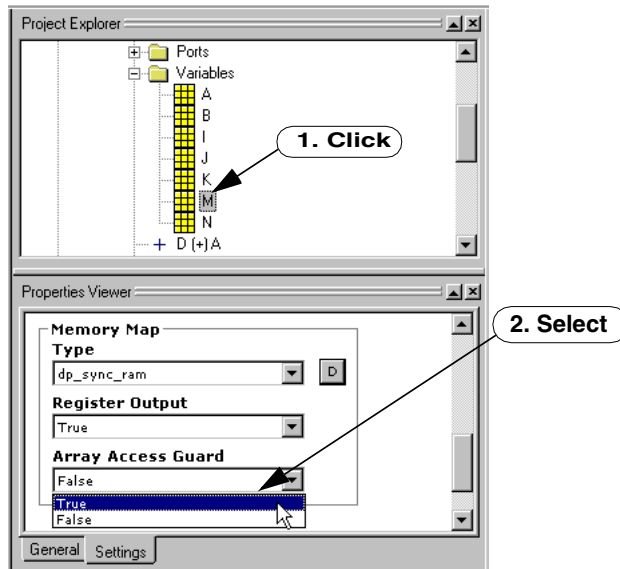 Project Explorer
Ports
Variables
A
B
I
1. Click
J
K
M
N
D (+) A
Properties Viewer
2. Select
Memory Map
Type
dp_sync_ram
D
Register Output
True
Array Access Guard
False
True
False
General
Settings